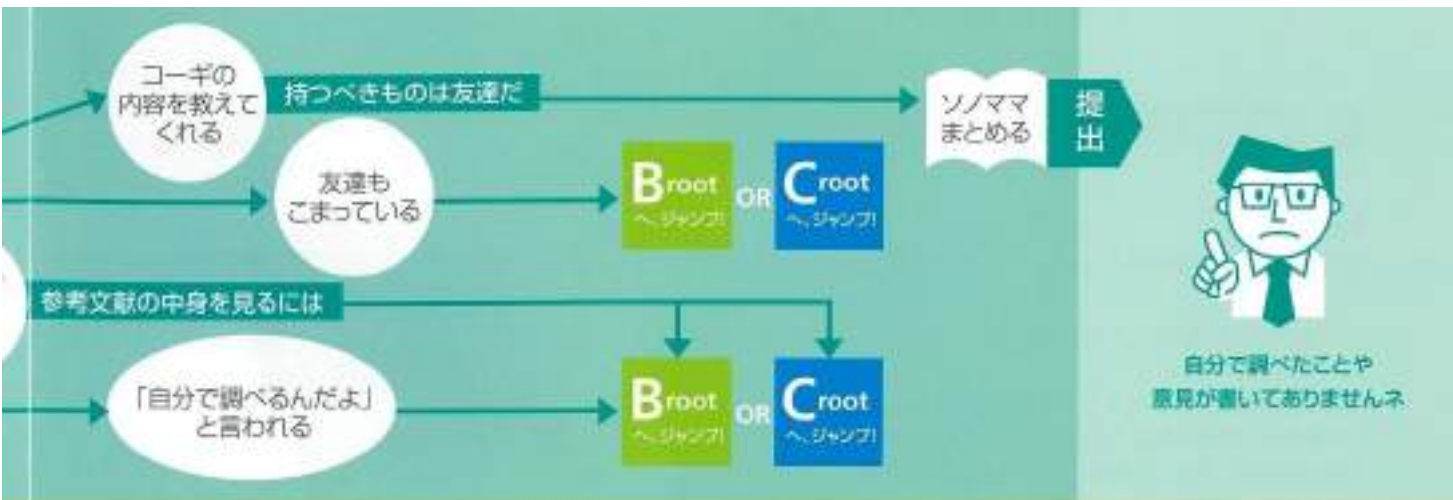 コーギの
内容を教えて
くれる
持つべきものは友達だ
ソノママ
まとめる
提出
友達も
こまっている
B root
へ、ジャンプ!
OR
C root
へ、ジャンプ!
参考文献の中身を見るには
「自分で調べるんだよ」
と言われる
B root
へ、ジャンプ!
OR
C root
へ、ジャンプ!
自分で調べたことや
意見が書いてありませんネ